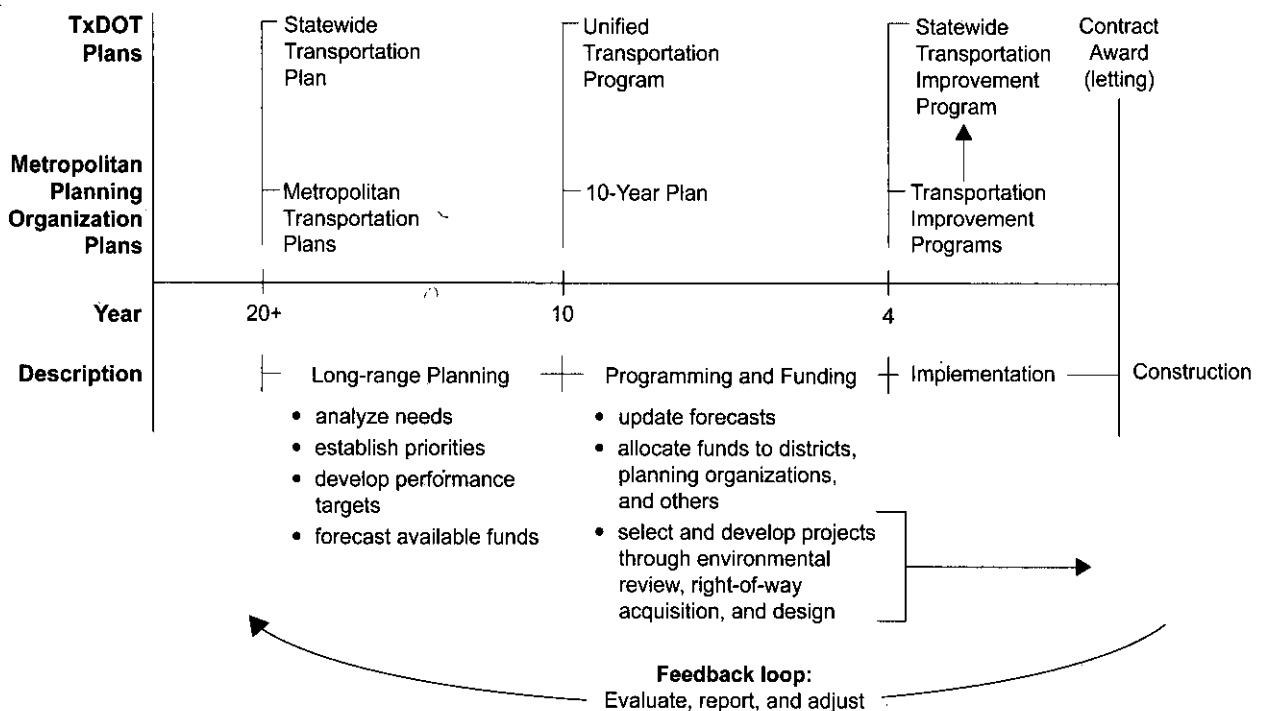 TxDOT
Plans
Statewide
Transportation
Plan
Unified
Transportation
Program
Statewide
Transportation
Improvement
Program
Contract
Award
(letting)
Metropolitan
Planning
Organization
Plans
Metropolitan
Transportation
Plans
10-Year Plan
Transportation
Improvement
Programs
Year
20+
10
4
Description
Long-range Planning
Programming and Funding
Implementation
Construction
• analyze needs
• establish priorities
• develop performance
targets
• forecast available funds
• update forecasts
• allocate funds to districts,
planning organizations,
and others
• select and develop projects
through environmental
review, right-of-way
acquisition, and design
Feedback loop:
Evaluate, report, and adjust